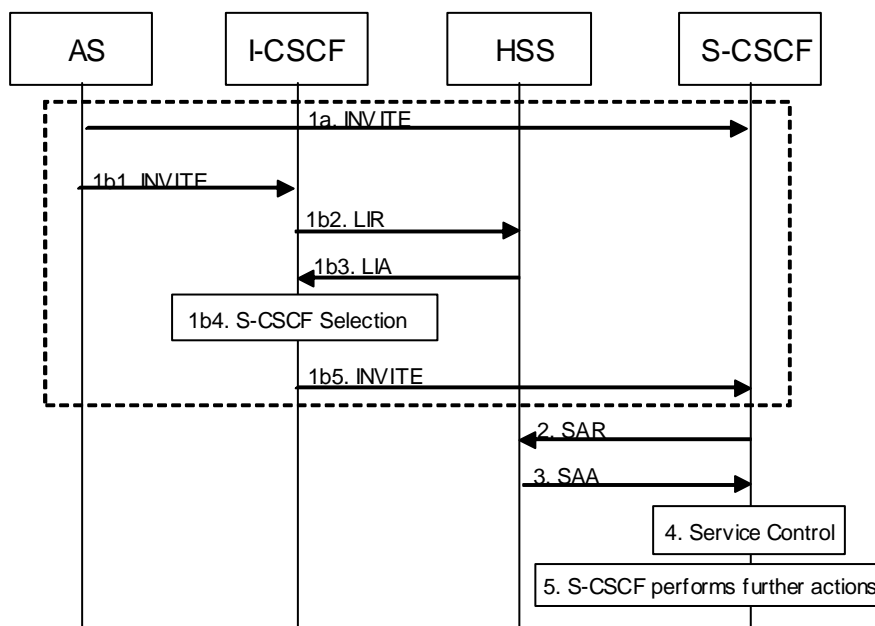 AS
I-CSCF
HSS
S-CSCF
1a. INVITE
1b1. INVITE
1b2. LIR
1b3. LIA
1b4. S-CSCF Selection
1b5. INVITE
2. SAR
3. SAA
4. Service Control
5. S-CSCF performs further actions